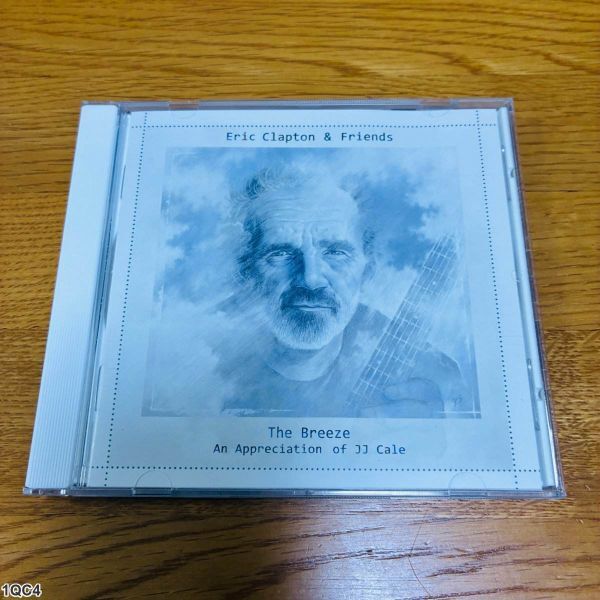 Eric Clapton & Friends
The Breeze
An Appreciation of JJ Cale
1QC4